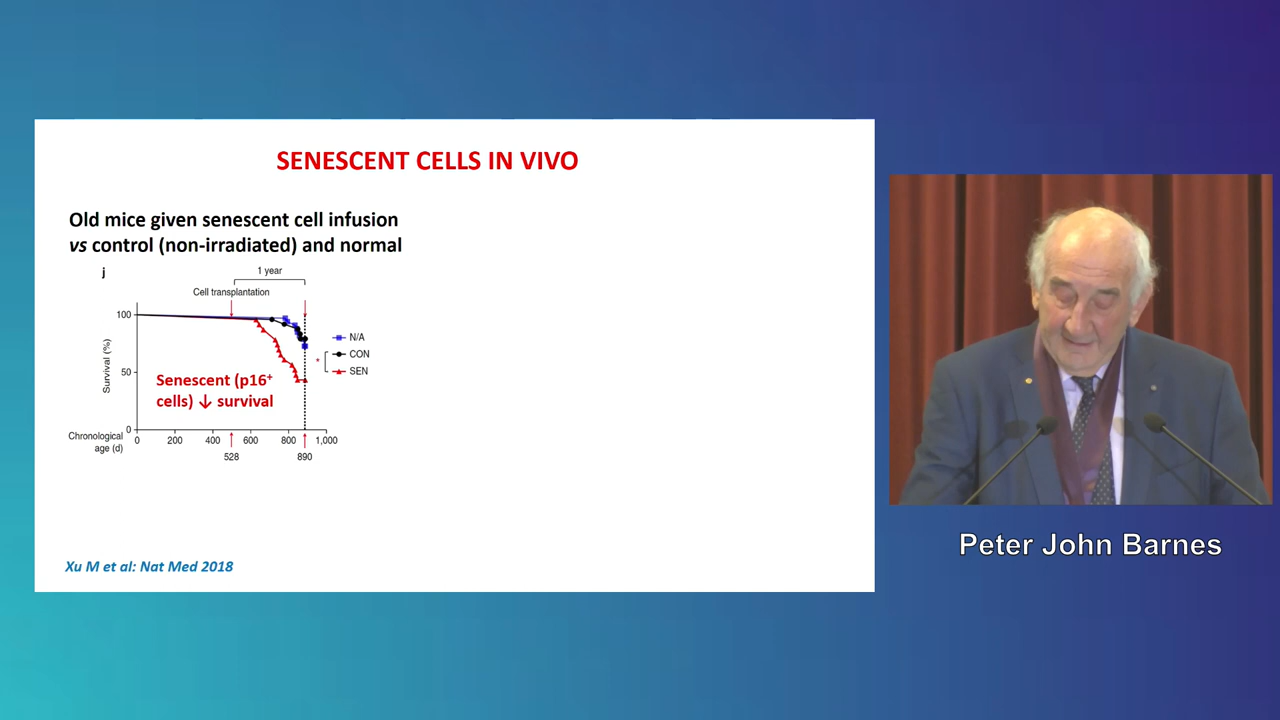 SENESCENT CELLS IN VIVO
Old mice given senescent cell infusion
vs control (non-irradiated) and normal
j
1 year
Cell transplantation
100
50
0
Survival (%)
N/A
CON
SEN
*
Senescent (p16⁺
cells) ↓ survival
Chronological
age (d)
0 200 400 600 800 1,000
528 890
Xu M et al: Nat Med 2018
Peter John Barnes